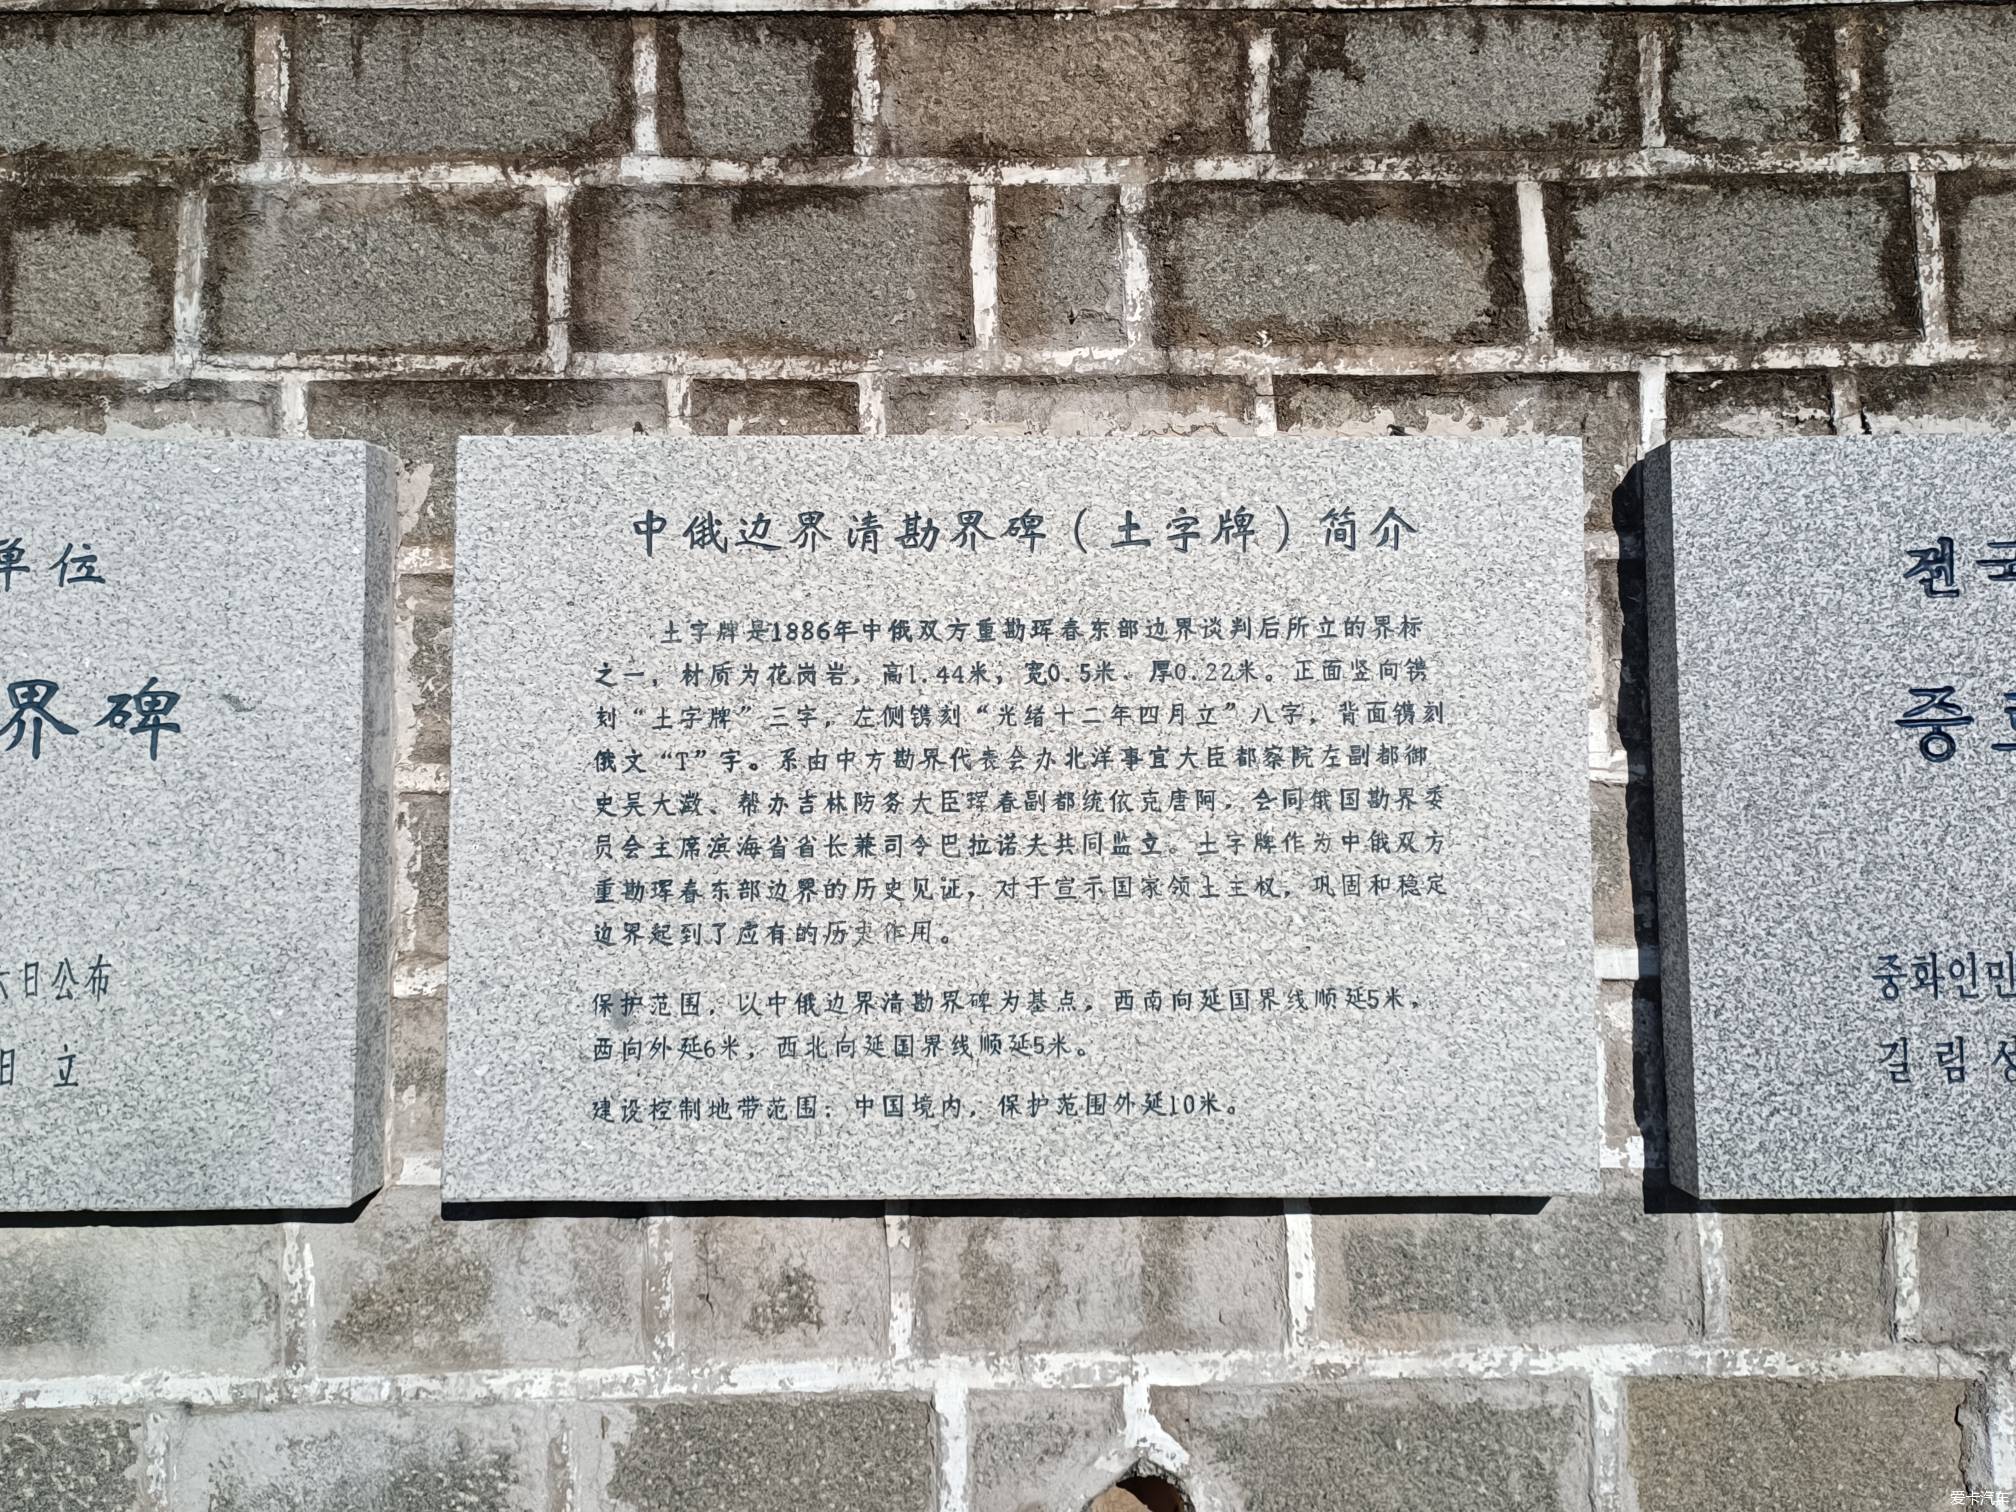 单位
界碑
六日公布
日 立
中俄边界清勘界碑（土字牌）简介
土字牌是1886年中俄双方重勘珲春东部边界谈判后所立的界标
之一，材质为花岗岩，高1.44米，宽0.5米、厚0.22米。正面竖向镌
刻“土字牌”三字，左侧镌刻“光绪十二年四月立”八字，背面镌刻
俄文“T”字。系由中方勘界代表会办北洋事宜大臣都察院左副都御
史吴大澂、帮办吉林防务大臣珲春副都统依克唐阿，会同俄国勘界委
员会主席滨海省省长兼司令巴拉诺夫共同监立。土字牌作为中俄双方
重勘珲春东部边界的历史见证，对于宣示国家领土主权，巩固和稳定
边界起到了应有的历史作用。
保护范围，以中俄边界清勘界碑为基点，西南向延国界线顺延5米，
西向外延6米，西北向延国界线顺延5米。
建设控制地带范围：中国境内，保护范围外延10米。
전국
중
중화인민
길림성
爱卡汽车